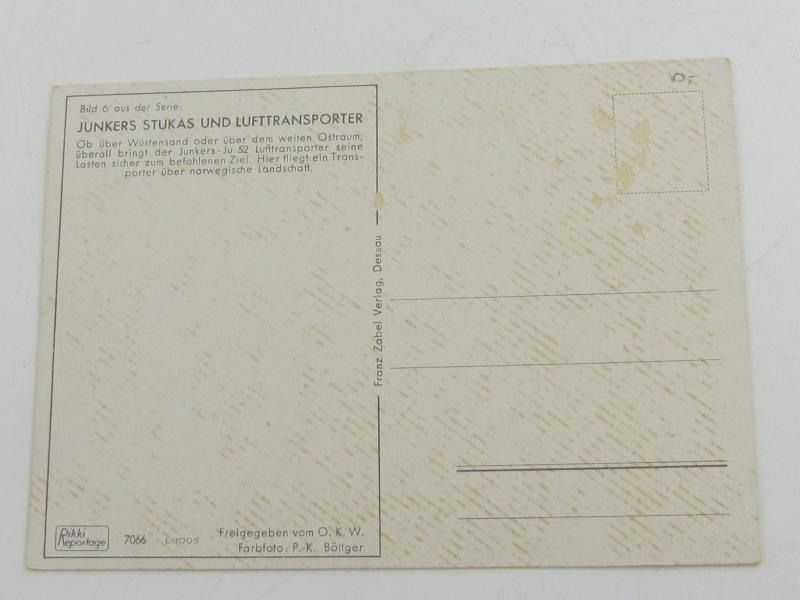 Bild 6 aus der Serie:
JUNKERS STUKAS UND LUFTTRANSPORTER
Ob über Wüstensand oder über dem weiten Ostraum,
überall bringt der Junkers-Ju 52 Lufttransporter seine
Lasten sicher zum befohlenen Ziel. Hier fliegt ein Trans-
porter über norwegische Landschaft.
Franz Zabel Verlag, Dessau
Rikki
Reportage
7066 L-1005
Freigegeben vom O. K. W.
Farbfoto: P.-K. Böttger